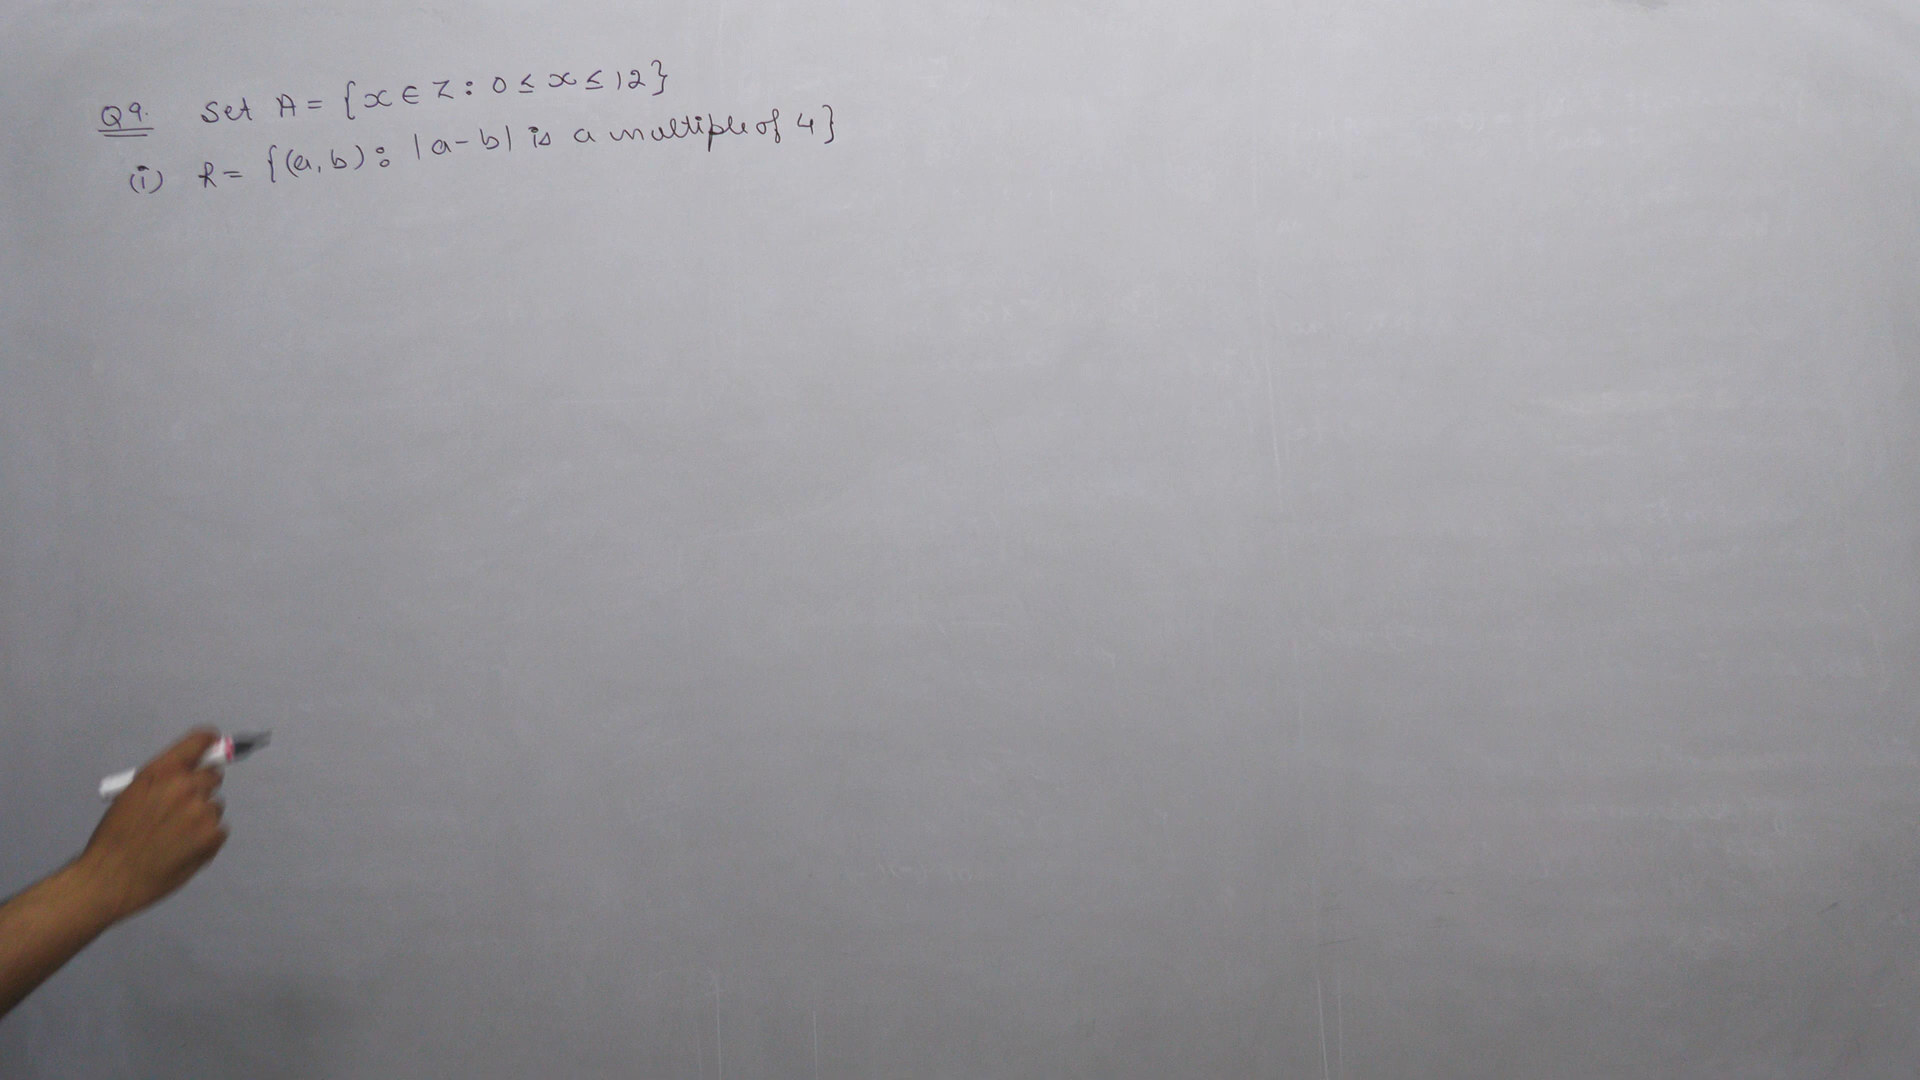 Q9. Set A = {x ∈ Z : 0 ≤ x ≤ 12}
(i) R = {(a, b) : |a-b| is a multiple of 4}